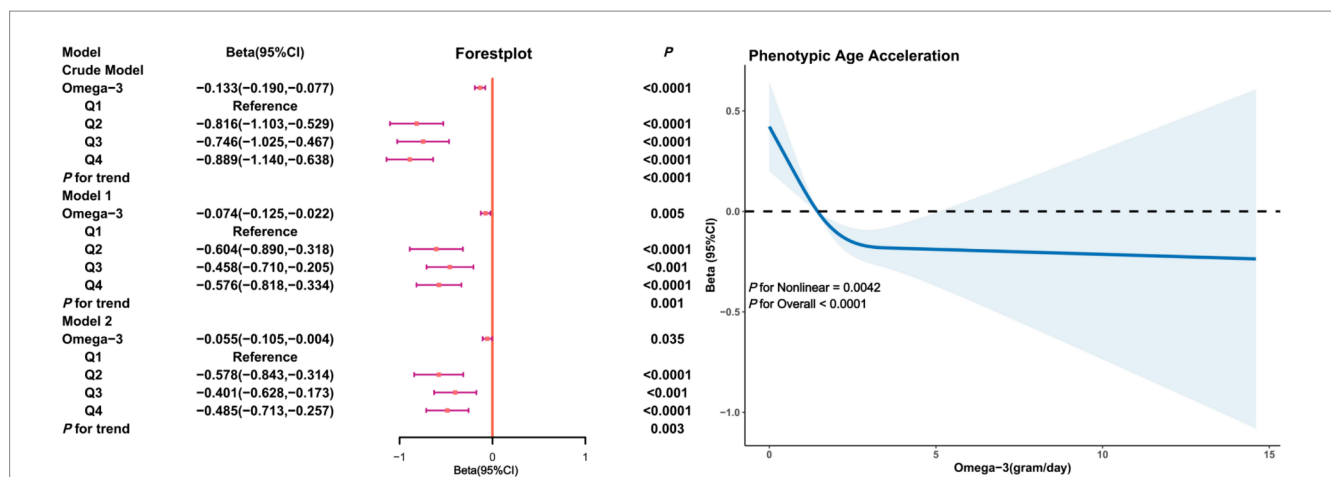 Model Beta(95%CI) Forestplot P
Crude Model
Omega−3 −0.133(−0.190,−0.077) <0.0001
Q1 Reference
Q2 −0.816(−1.103,−0.529) <0.0001
Q3 −0.746(−1.025,−0.467) <0.0001
Q4 −0.889(−1.140,−0.638) <0.0001
P for trend <0.0001
Model 1
Omega−3 −0.074(−0.125,−0.022) 0.005
Q1 Reference
Q2 −0.604(−0.890,−0.318) <0.0001
Q3 −0.458(−0.710,−0.205) <0.001
Q4 −0.576(−0.818,−0.334) <0.0001
P for trend 0.001
Model 2
Omega−3 −0.055(−0.105,−0.004) 0.035
Q1 Reference
Q2 −0.578(−0.843,−0.314) <0.0001
Q3 −0.401(−0.628,−0.173) <0.001
Q4 −0.485(−0.713,−0.257) <0.0001
P for trend 0.003
−1 0 1
Beta(95%CI)
Phenotypic Age Acceleration
Beta (95%CI)
0.5
0.0
−0.5
−1.0
P for Nonlinear = 0.0042
P for Overall < 0.0001
0 5 10 15
Omega−3(gram/day)